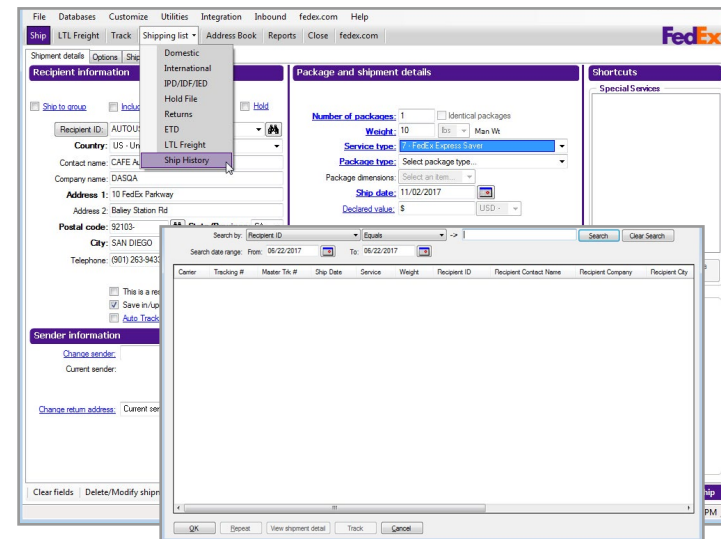 File Databases Customize Utilities Integration Inbound fedex.com Help
Ship LTL Freight Track Shipping list Address Book Reports Close fedex.com
FedEx
Shipment details Options Ship
Domestic
International
IPD/IDF/IED
Hold File
Returns
ETD
LTL Freight
Ship History
Recipient information
Ship to group Includ Hold
Recipient ID: AUTOUS
Country: US - Un
Contact name: CAFE Au
Company name: DASQA
Address 1: 10 FedEx Parkway
Address 2: Bailey Station Rd
Postal code: 92103-
City: SAN DIEGO
Telephone: (901) 263-9433
This is a res
Save in/up
Auto Track
Sender information
Change sender:
Current sender:
Change return address: Current sen
Clear fields Delete/Modify shipm
Package and shipment details
Number of packages: 1 Identical packages
Weight: 10 lbs Man Wt
Service type: 7 - FedEx Express Saver
Package type: Select package type...
Package dimensions: Select an item...
Ship date: 11/02/2017
Declared value: $ USD -
Shortcuts
Special Services
Search by: Recipient ID Equals -> Search Clear Search
Search date range: From: 06/22/2017 To: 06/22/2017
Carrier Tracking # Master Trk # Ship Date Service Weight Recipient ID Recipient Contact Name Recipient Company Recipient City
OK Repeat View shipment detail Track Cancel
hip
PM